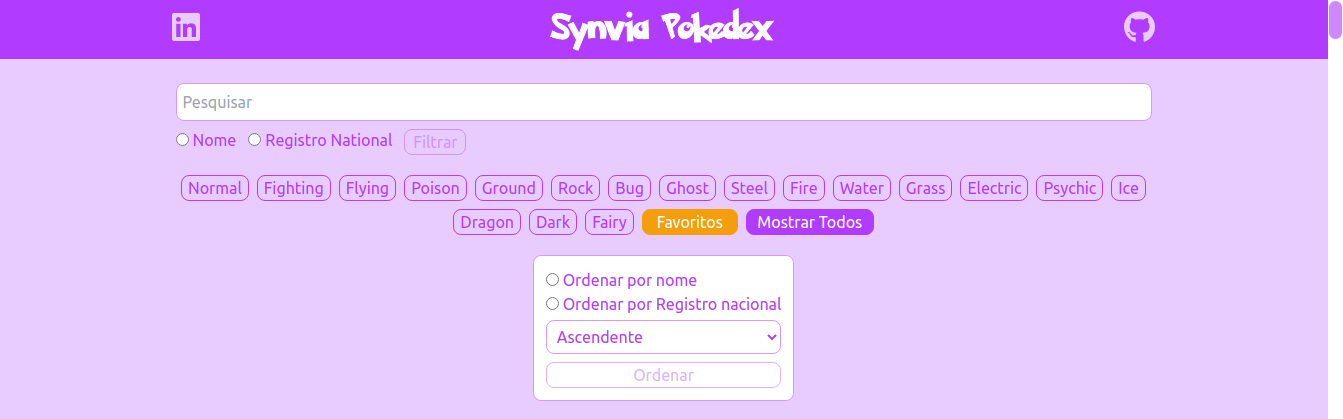 Synvia Pokedex
Pesquisar
Nome Registro National Filtrar
Normal Fighting Flying Poison Ground Rock Bug Ghost Steel Fire Water Grass Electric Psychic Ice
Dragon Dark Fairy Favoritos Mostrar Todos
Ordenar por nome
Ordenar por Registro nacional
Ascendente
Ordenar